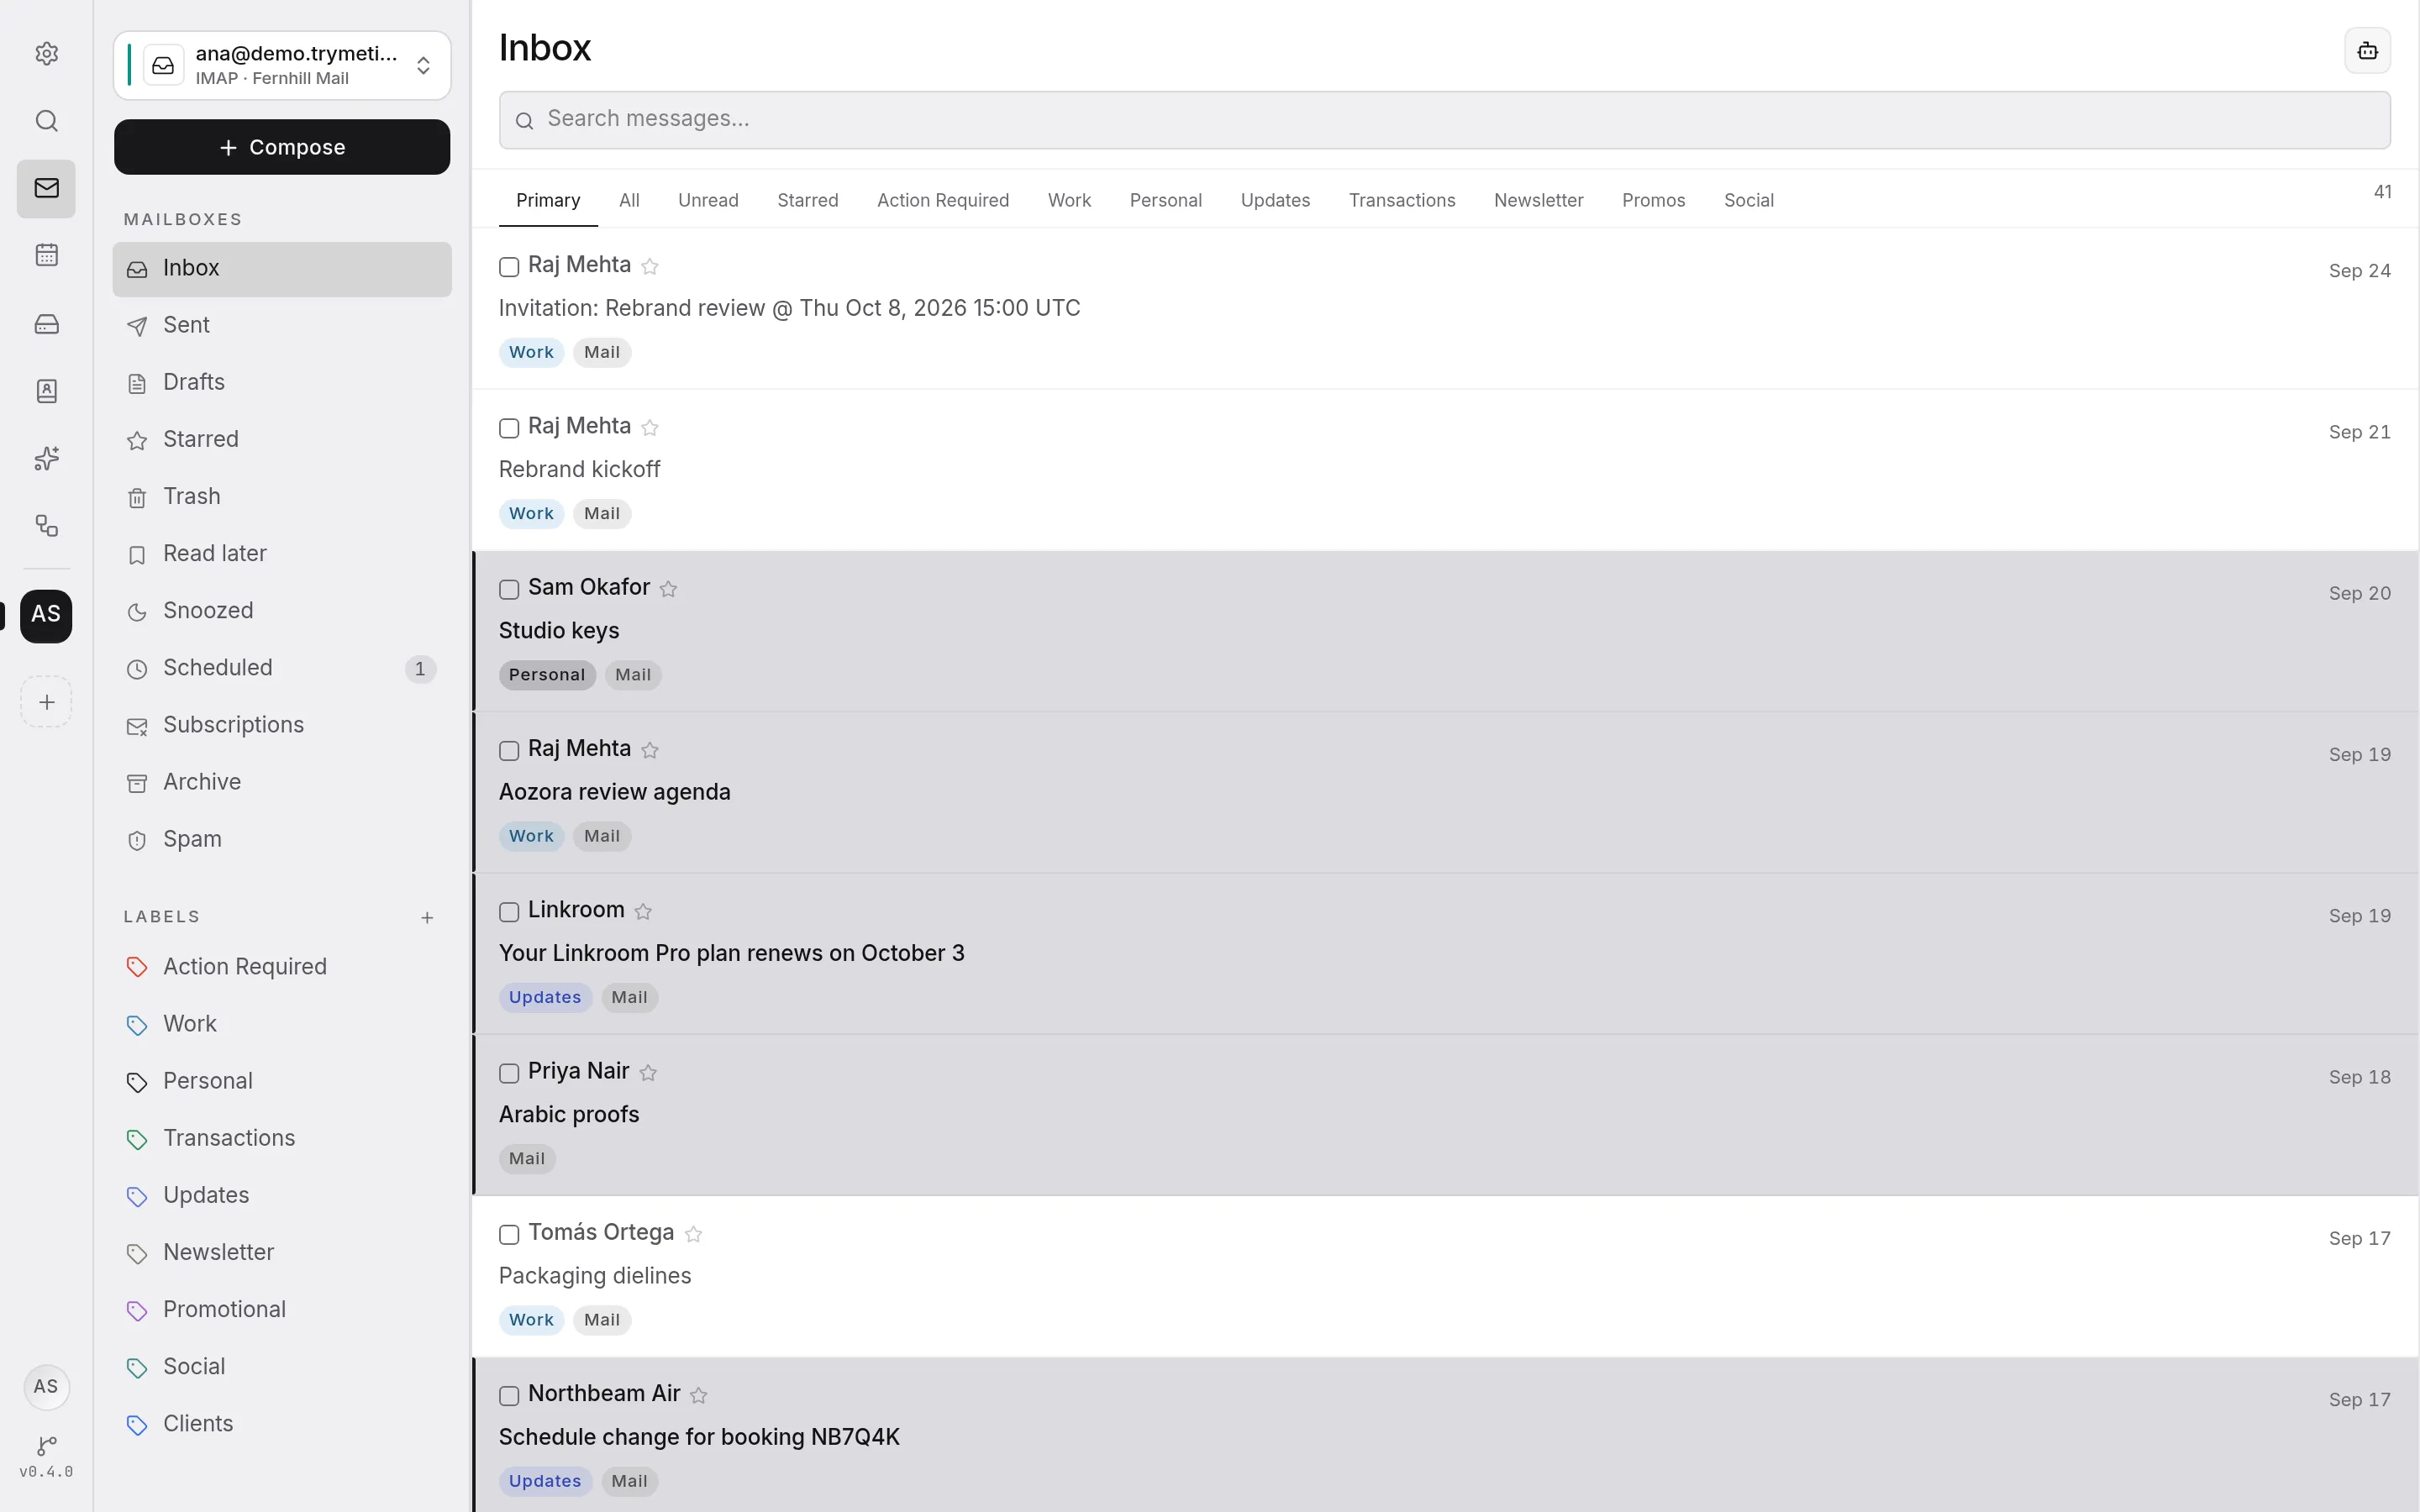 ana@demo.trymeti...
IMAP · Fernhill Mail
Compose
MAILBOXES
Inbox
Sent
Drafts
Starred
Trash
Read later
Snoozed
Scheduled 1
Subscriptions
Archive
Spam
LABELS
Action Required
Work
Personal
Transactions
Updates
Newsletter
Promotional
Social
Clients
AS
AS
v0.4.0
Inbox
Search messages...
Primary All Unread Starred Action Required Work Personal Updates Transactions Newsletter Promos Social 41
Raj Mehta Sep 24
Invitation: Rebrand review @ Thu Oct 8, 2026 15:00 UTC
Work Mail
Raj Mehta Sep 21
Rebrand kickoff
Work Mail
Sam Okafor Sep 20
Studio keys
Personal Mail
Raj Mehta Sep 19
Aozora review agenda
Work Mail
Linkroom Sep 19
Your Linkroom Pro plan renews on October 3
Updates Mail
Priya Nair Sep 18
Arabic proofs
Mail
Tomás Ortega Sep 17
Packaging dielines
Work Mail
Northbeam Air Sep 17
Schedule change for booking NB7Q4K
Updates Mail